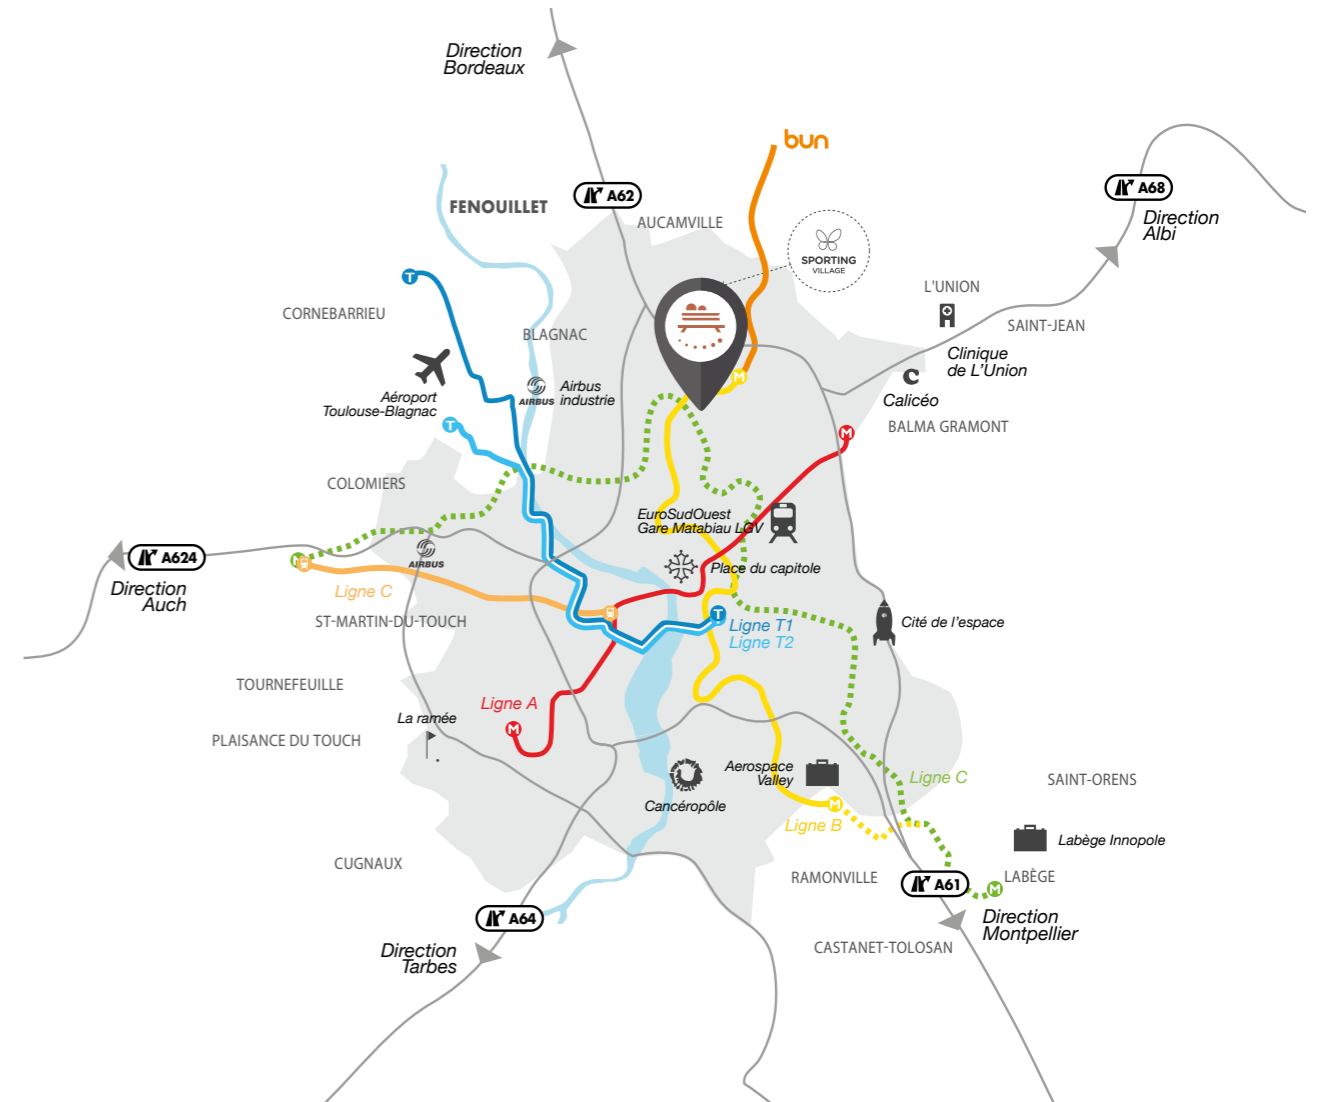 Direction
Bordeaux
bun
A62
A68
FENOUILLET
AUCAMVILLE
Direction
Albi
SPORTING
VILLAGE
T
L'UNION
CORNEBARRIEU
SAINT-JEAN
BLAGNAC
Clinique
de L'Union
M
C
Airbus
industrie
AIRBUS
Aéroport
Toulouse-Blagnac
Calicéo
T
BALMA GRAMONT
M
COLOMIERS
EuroSudOuest
Gare Matabiau LGV
A624
AIRBUS
M
Place du capitole
Direction
Auch
Ligne C
ST-MARTIN-DU-TOUCH
T
Ligne T1
Ligne T2
Cité de l'espace
TOURNEFEUILLE
Ligne A
La ramée
M
PLAISANCE DU TOUCH
Aerospace
Valley
Ligne C
SAINT-ORENS
Cancéropôle
M
Ligne B
Labège Innopole
CUGNAUX
RAMONVILLE
A61
M
LABÈGE
A64
Direction
Montpellier
Direction
Tarbes
CASTANET-TOLOSAN